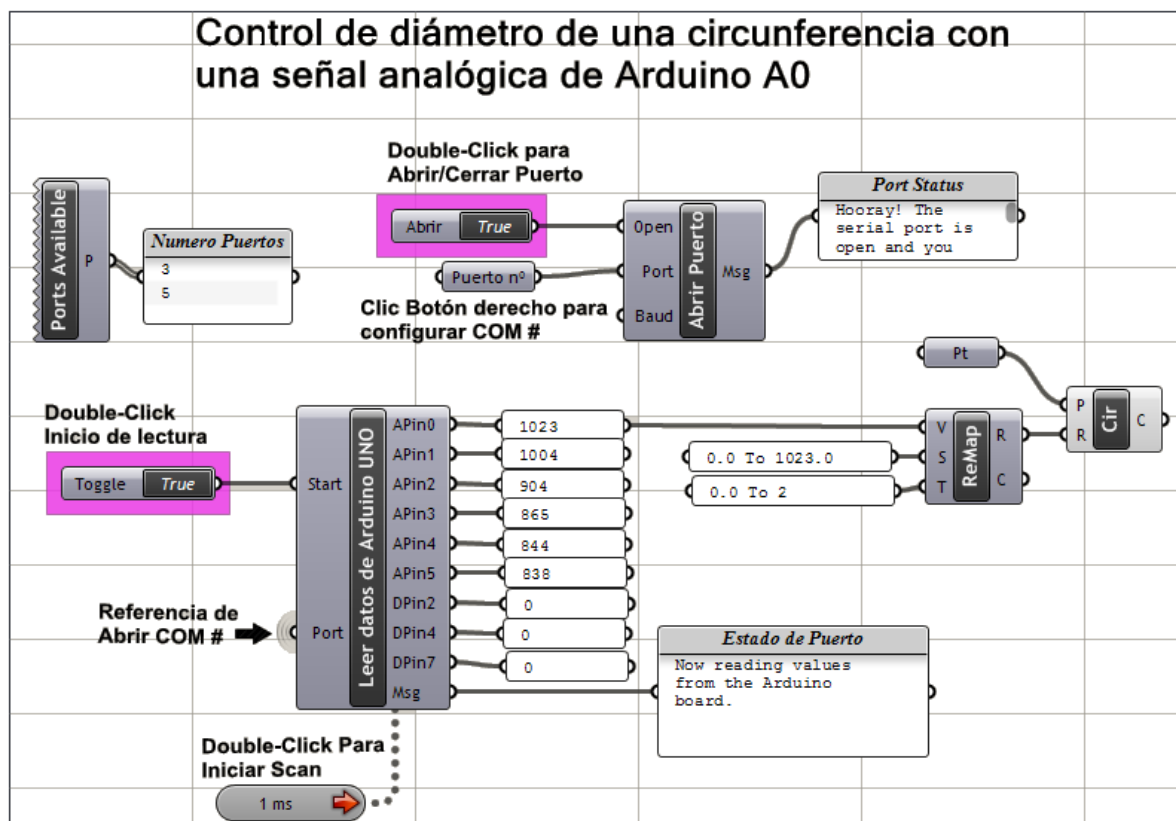 Control de diámetro de una circunferencia con
una señal analógica de Arduino A0
Double-Click para
Abrir/Cerrar Puerto
Ports Available
P
Numero Puertos
3
5
Abrir True
Puerto nº
Clic Botón derecho para
configurar COM #
Open
Port
Baud
Abrir Puerto
Msg
Port Status
Hooray! The
serial port is
open and you
Pt
P
R
Cir
C
Double-Click
Inicio de lectura
Toggle True
Referencia de
Abrir COM #
Start
Port
Leer datos de Arduino UNO
APin0
APin1
APin2
APin3
APin4
APin5
DPin2
DPin4
DPin7
Msg
1023
1004
904
865
844
838
0
0
0
0.0 To 1023.0
0.0 To 2
V
S
T
ReMap
R
C
Estado de Puerto
Now reading values
from the Arduino
board.
Double-Click Para
Iniciar Scan
1 ms